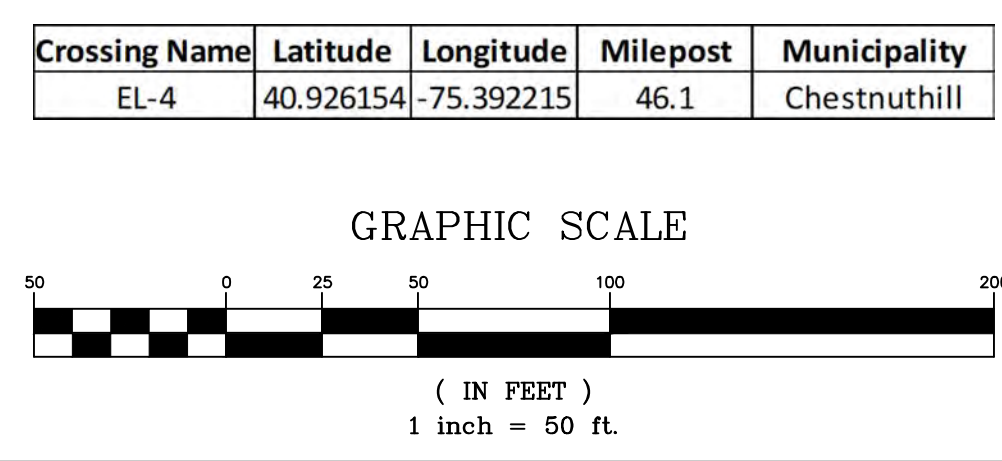 Crossing Name Latitude Longitude Milepost Municipality
EL-4 40.926154 -75.392215 46.1 Chestnuthill
GRAPHIC SCALE
50 0 25 50 100 200
( IN FEET )
1 inch = 50 ft.